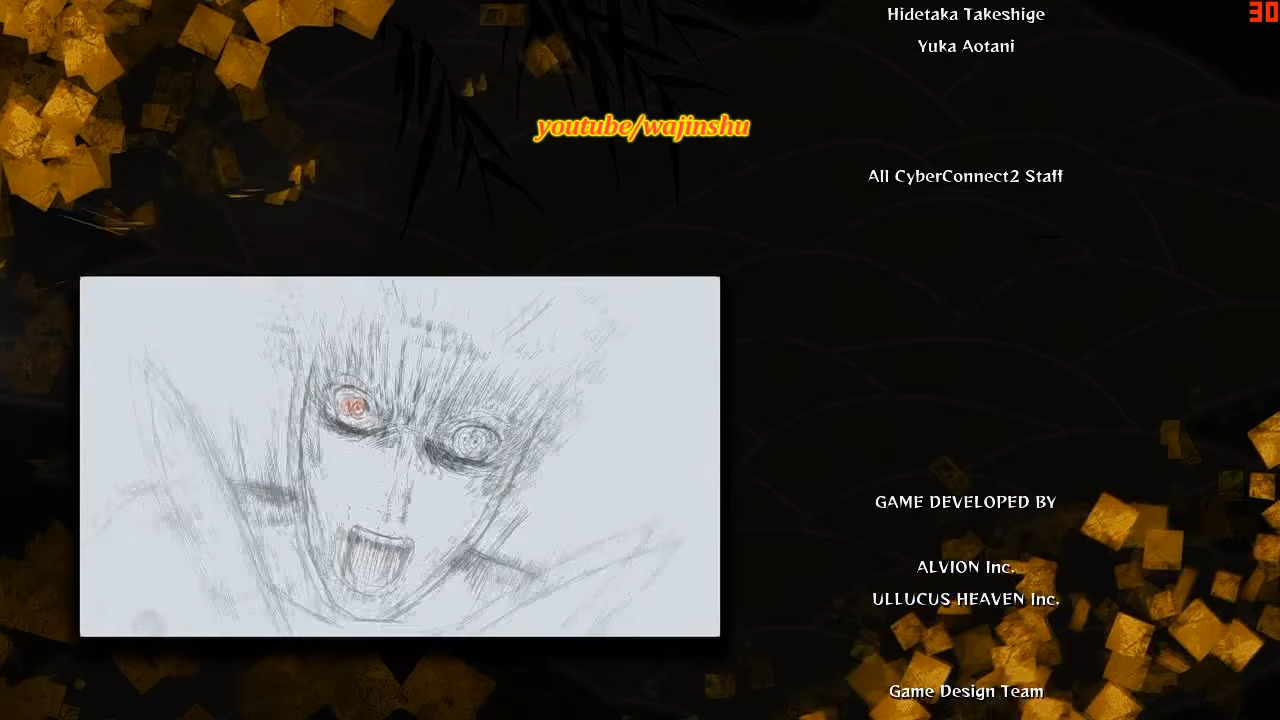 Hidetaka Takeshige
30
Yuka Aotani
youtube/wajinshu
All CyberConnect2 Staff
GAME DEVELOPED BY
ALVION Inc.
ULLUCUS HEAVEN Inc.
Game Design Team